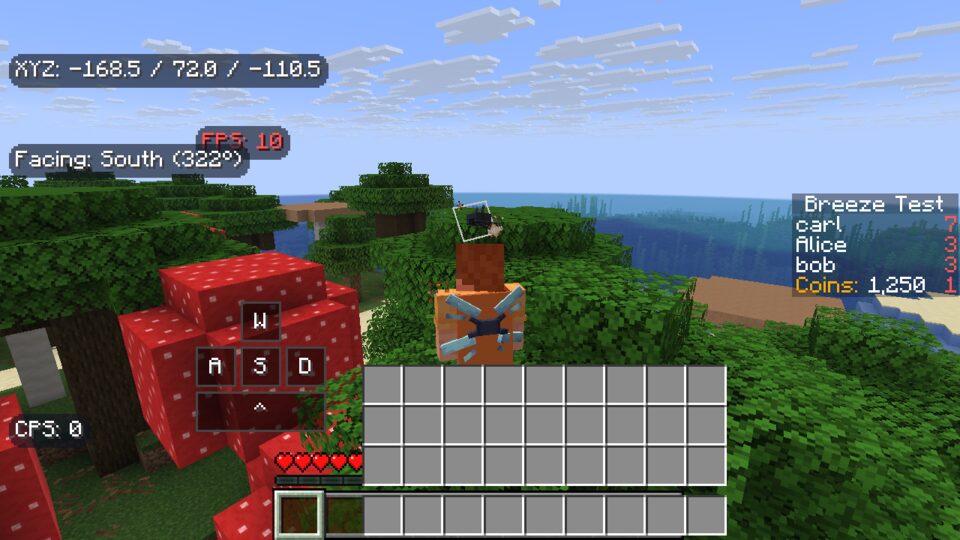 XYZ: -168.5 / 72.0 / -110.5
FPS: 10
Facing: South (322°)
Breeze Test
carl 7
Alice 3
bob 3
Coins: 1,250 1
W
A S D
^
CPS: 0